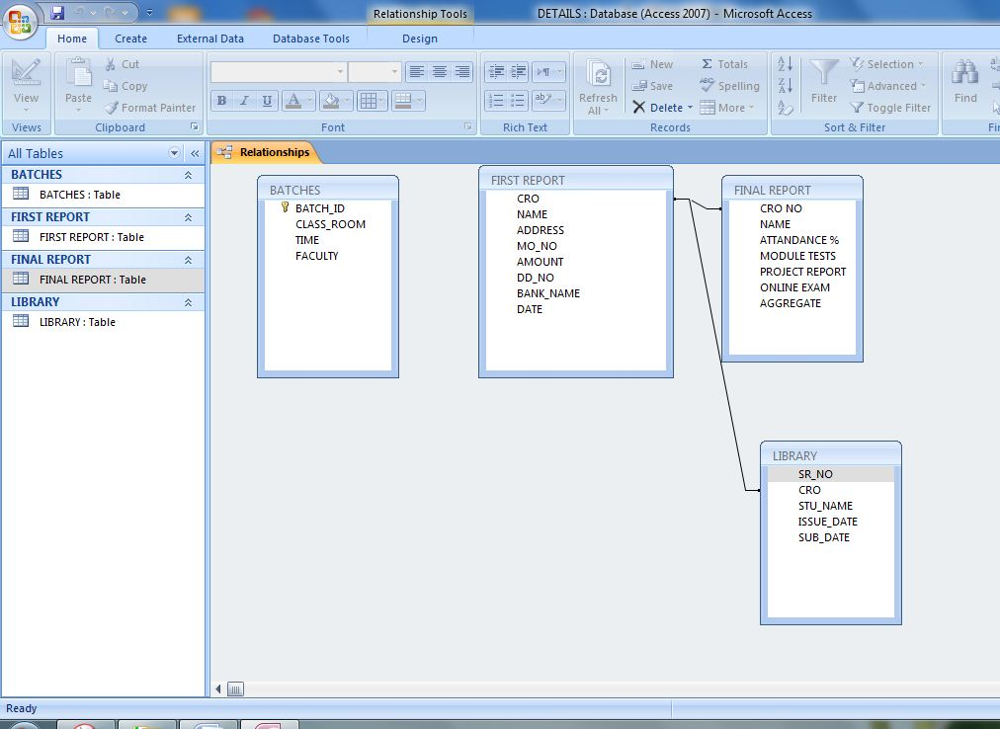 Relationship Tools
DETAILS : Database (Access 2007) - Microsoft Access
Home Create External Data Database Tools Design
View
Views
Paste
Cut
Copy
Format Painter
Clipboard
B I U A
Font
ab
Rich Text
Refresh All
New
Save
Delete
Σ Totals
Spelling
More
Records
Filter
Selection
Advanced
Toggle Filter
Sort & Filter
Find
All Tables
BATCHES
BATCHES : Table
FIRST REPORT
FIRST REPORT : Table
FINAL REPORT
FINAL REPORT : Table
LIBRARY
LIBRARY : Table
Relationships
BATCHES
BATCH_ID
CLASS_ROOM
TIME
FACULTY
FIRST REPORT
CRO
NAME
ADDRESS
MO_NO
AMOUNT
DD_NO
BANK_NAME
DATE
FINAL REPORT
CRO NO
NAME
ATTANDANCE %
MODULE TESTS
PROJECT REPORT
ONLINE EXAM
AGGREGATE
LIBRARY
SR_NO
CRO
STU_NAME
ISSUE_DATE
SUB_DATE
Ready